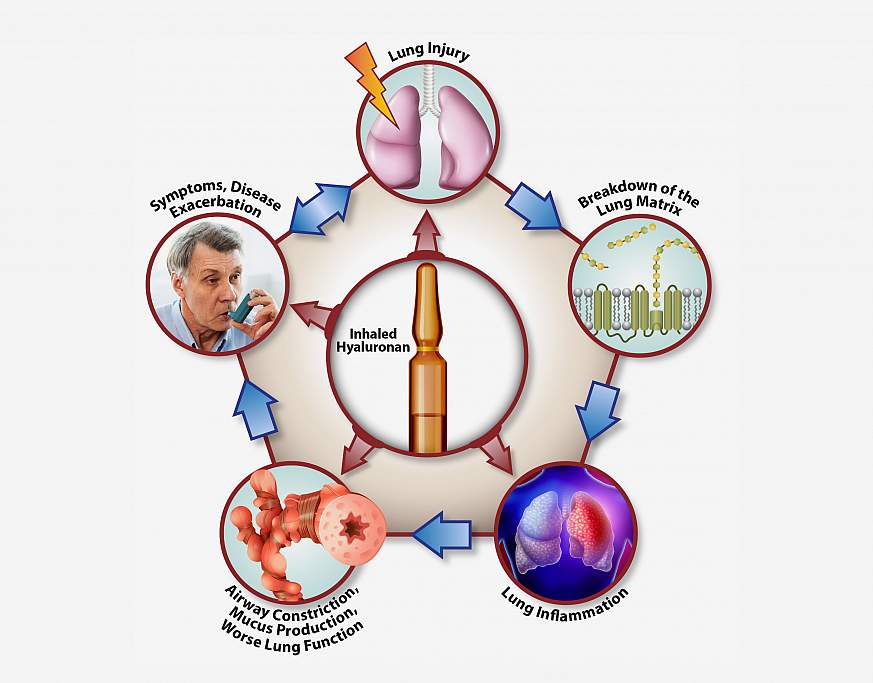 Lung Injury
Symptoms, Disease
Exacerbation
Breakdown of the
Lung Matrix
Inhaled
Hyaluronan
Airway Constriction,
Mucus Production,
Worse Lung Function
Lung Inflammation